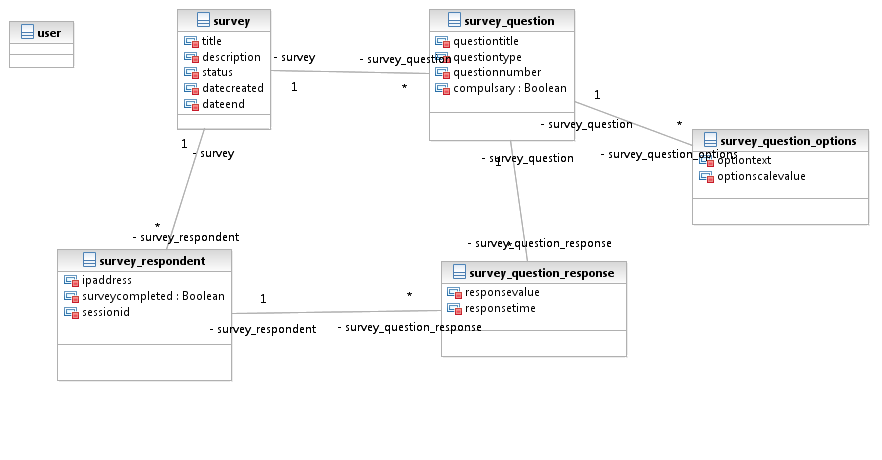 user
survey
title
description
status
datecreated
dateend
survey_question
questiontitle
questiontype
questionnumber
compulsary : Boolean
- survey
- survey_question
1
*
1
*
- survey_question
- survey_question_options
survey_question_options
optiontext
optionscalevalue
1
- survey
- survey_question
1
*
- survey_respondent
- survey_question_response
*
survey_respondent
ipaddress
surveycompleted : Boolean
sessionid
survey_question_response
responsevalue
responsetime
1
*
- survey_respondent
- survey_question_response